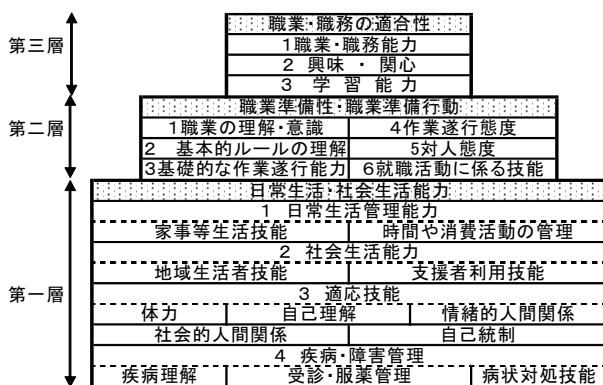 職業・職務の適合性
第三層
1職業・職務能力
2 興味 ・ 関心
3 学 習 能 力
職業準備性・職業準備行動
第二層
1職業の理解・意識 4作業遂行態度
2 基本的ルールの理解 5対人態度
3基礎的な作業遂行能力 6就職活動に係る技能
日常生活・社会生活能力
1 日常生活管理能力
家事等生活技能 時間や消費活動の管理
2 社会生活能力
地域生活者技能 支援者利用技能
第一層
3 適応技能
体力 自己理解 情緒的人間関係
社会的人間関係 自己統制
4 疾病・障害管理
疾病理解 受診・服薬管理 病状対処技能